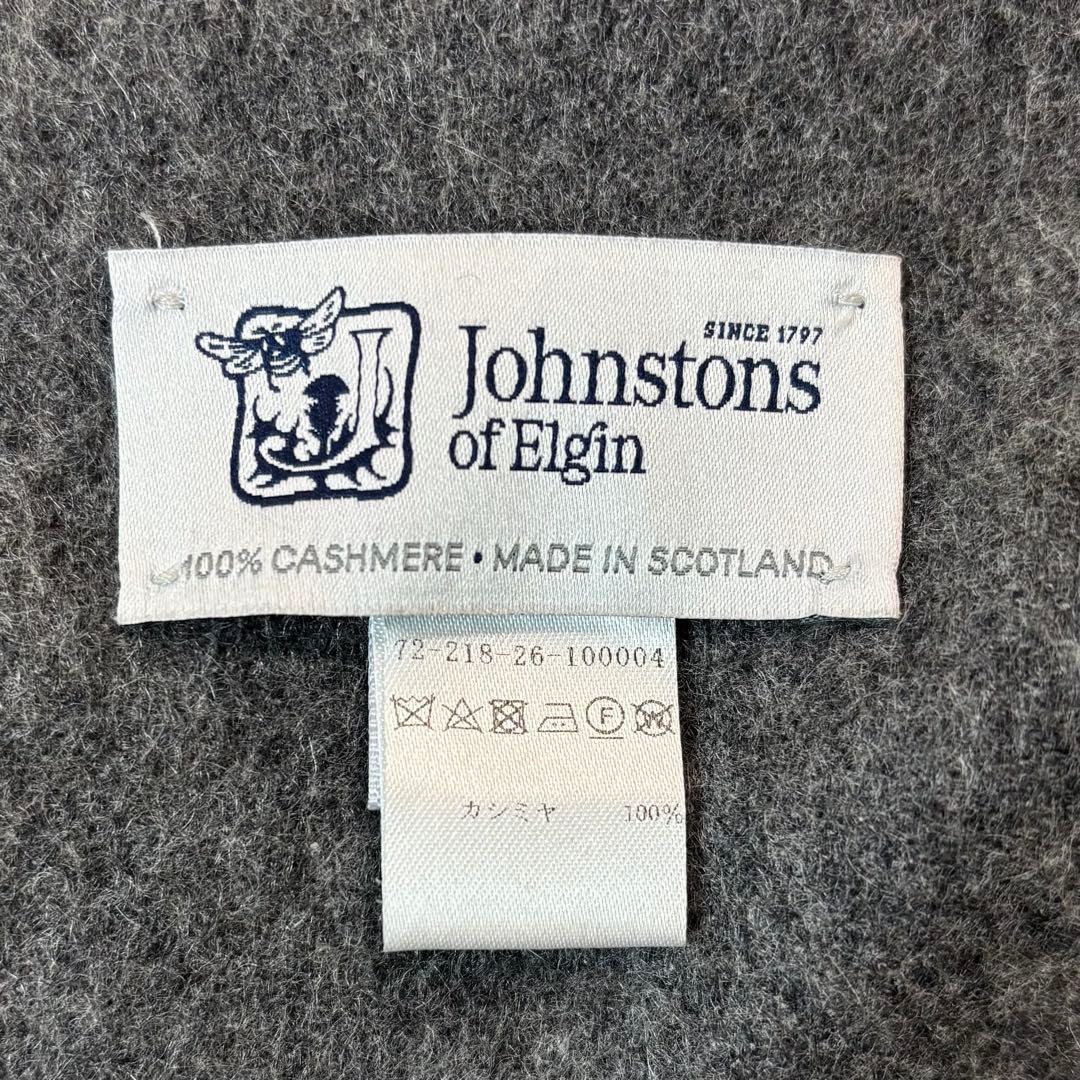 SINCE 1797
Johnstons
of Elgin
100% CASHMERE • MADE IN SCOTLAND
72-218-26-100004
カシミヤ 100%